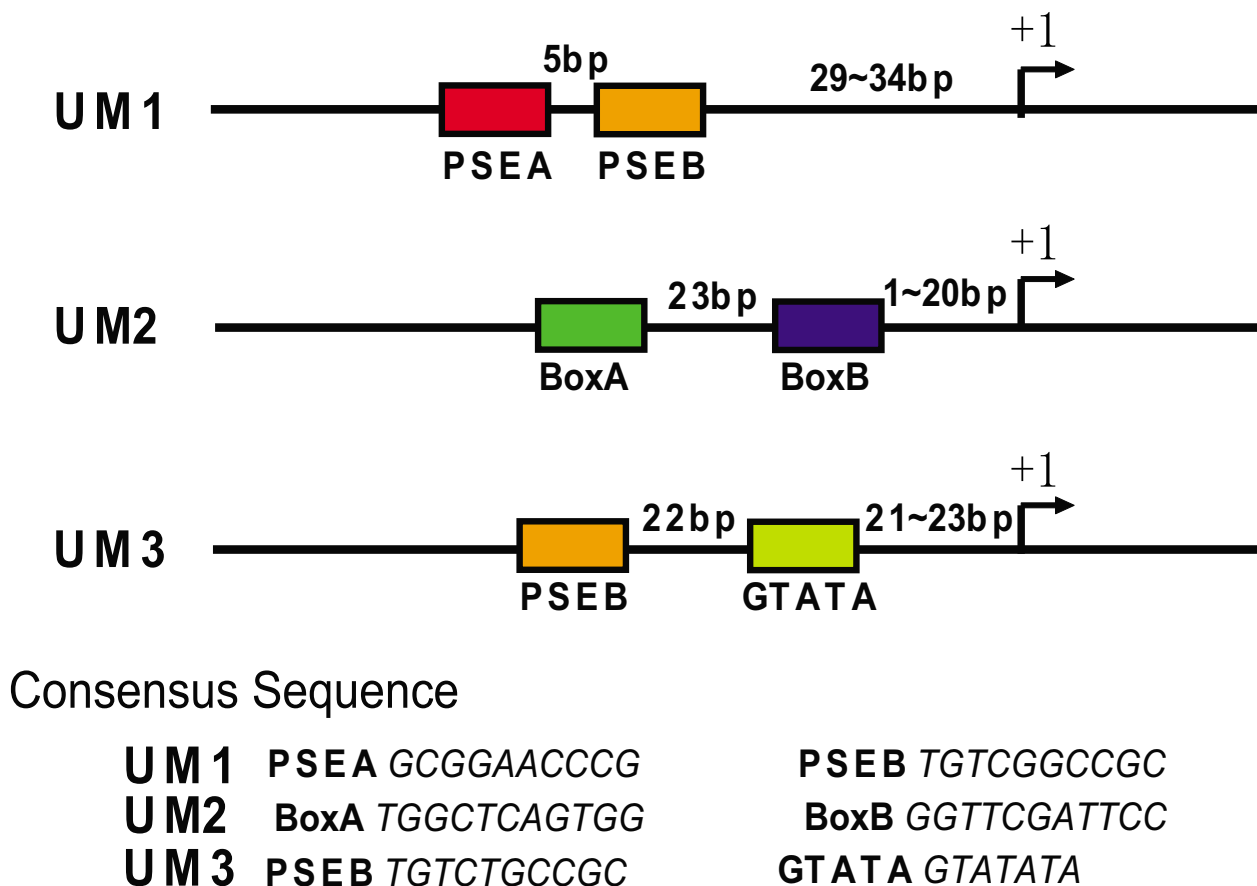 +1
5bp
29~34bp
UM1
PSEA PSEB
+1
23bp 1~20bp
UM2
BoxA BoxB
+1
22bp 21~23bp
UM3
PSEB GTATA
Consensus Sequence
UM1 PSEA GCGGAACCCG PSEB TGTCGGCCGC
UM2 BoxA TGGCTCAGTGG BoxB GGTTCGATTCC
UM3 PSEB TGTCTGCCGC GTATA GTATATA